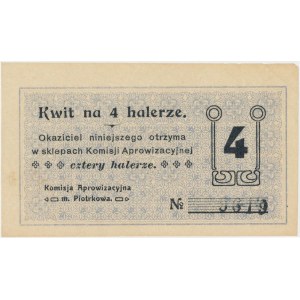 Kwit na 4 halerze.
Okaziciel niniejszego otrzyma
w sklepach Komisji Aprowizacyjnej
cztery halerze.
4
Komisja Aprowizacyjna
m. Piotrkowa.
№